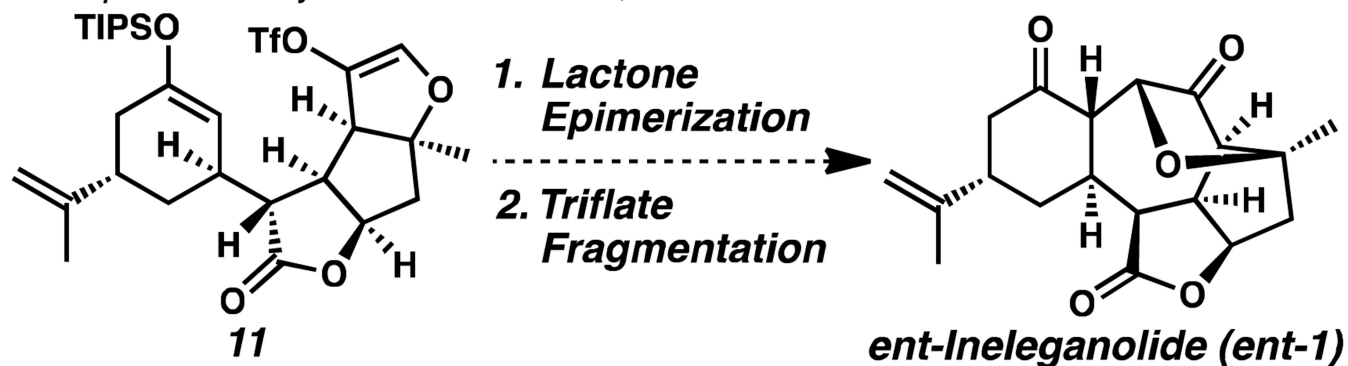 TIPSO
TfO
O
H
H
H
H
H
O
O
11
1. Lactone
Epimerization
2. Triflate
Fragmentation
O
H
O
H
O
H
H
O
O
ent-Ineleganolide (ent-1)